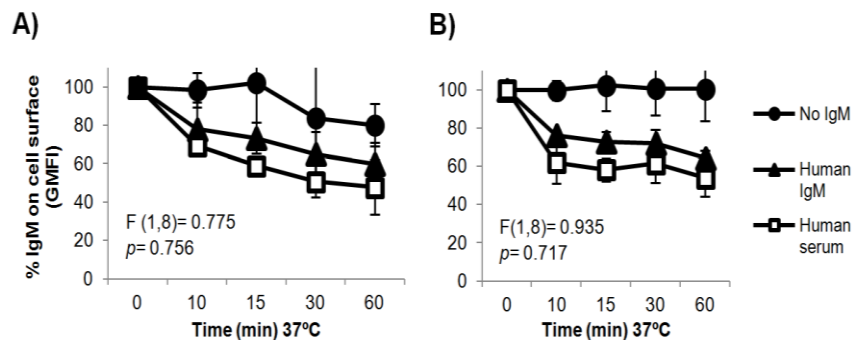 A)
B)
% IgM on cell surface
(GMFI)
100
80
60
40
20
0
F (1,8)= 0.775
p= 0.756
0 10 15 30 60
Time (min) 37ºC
100
80
60
40
20
0
F(1,8)= 0.935
p= 0.717
0 10 15 30 60
Time (min) 37ºC
No IgM
Human
IgM
Human
serum